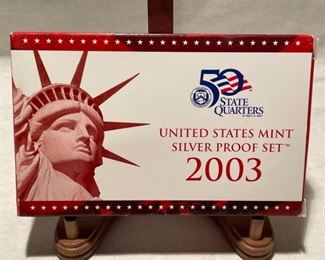 50
STATE
QUARTERS
UNITED STATES MINT
SILVER PROOF SET™
2003